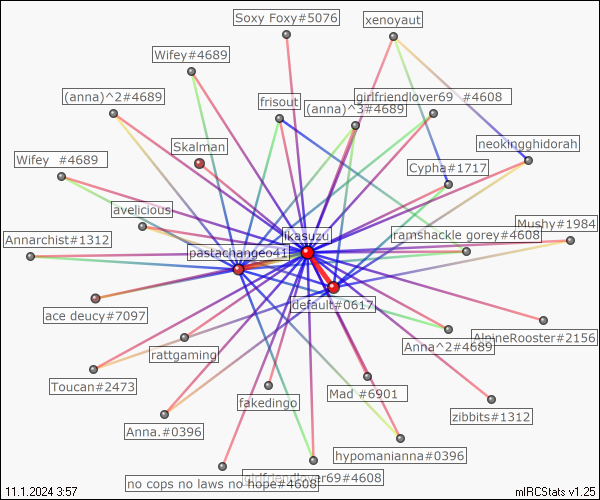 Soxy Foxy#5076
xenoyaut
Wifey#4689
(anna)^2#4689
frisout
(anna)^3#4689
girlfriendlover69 #4608
Skalman
neokingghidorah
Wifey #4689
Cypha#1717
avelicious
Mushy#1984
Annarchist#1312
likasuzu
ramshackle gorey#4608
pastachangeo41
default#0617
ace deucy#7097
AlpineRooster#2156
rattgaming
Anna^2#4689
Toucan#2473
fakedingo
Mad #6901
zibbits#1312
Anna.#0396
hypomanianna#0396
no cops no laws no hope#4608
girlfriendlover69#4608
11.1.2024 3:57
mIRCStats v1.25